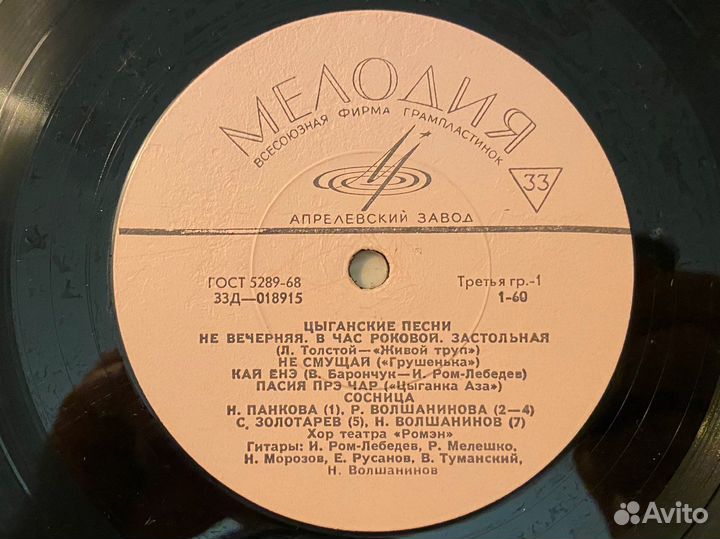 МЕЛОДИЯ
ВСЕСОЮЗНАЯ ФИРМА ГРАМПЛАСТИНОК
33
АПРЕЛЕВСКИЙ ЗАВОД
ГОСТ 5289-68
Третья гр.-1
33Д—018915
1-60
ЦЫГАНСКИЕ ПЕСНИ
НЕ ВЕЧЕРНЯЯ. В ЧАС РОКОВОЙ. ЗАСТОЛЬНАЯ
(Л. Толстой—«Живой труп»)
НЕ СМУЩАЙ («Грушенька»)
КАЙ ЁНЭ (В. Барончук—И. Ром-Лебедев)
ПАСИЯ ПРЭ ЧАР («Цыганка Аза»)
СОСНИЦА
Н. ПАНКОВА (1), Р. ВОЛШАНИНОВА (2—4)
С. ЗОЛОТАРЕВ (5), Н. ВОЛШАНИНОВ (7)
Хор театра «Ромэн»
Гитары: И. Ром-Лебедев, Р. Мелешко,
Н. Морозов, Е. Русанов, В. Туманский,
Н. Волшанинов
Avito